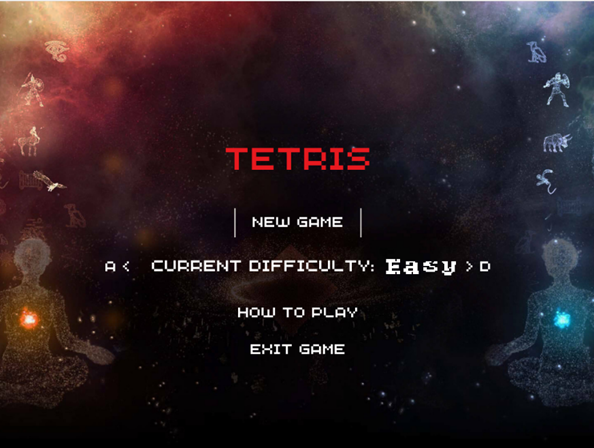 TETRIS
NEW GAME
A < CURRENT DIFFICULTY: Easy > D
HOW TO PLAY
EXIT GAME